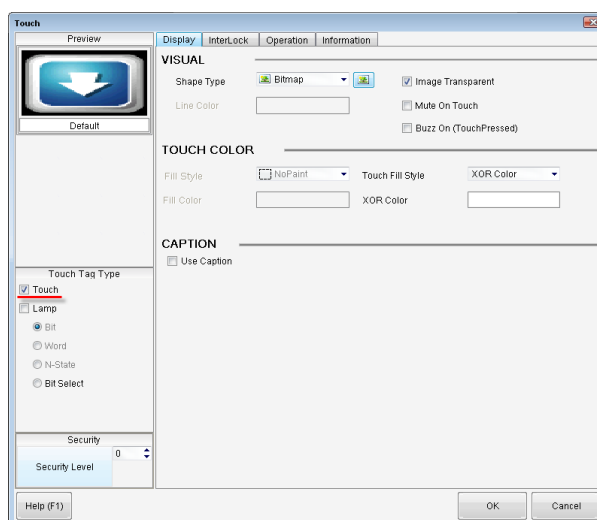 Touch
Preview
Default
Touch Tag Type
Touch
Lamp
Bit
Word
N-State
Bit Select
Security
0
Security Level
Display InterLock Operation Information
VISUAL
Shape Type Bitmap Image Transparent
Line Color Mute On Touch
Buzz On (TouchPressed)
TOUCH COLOR
Fill Style NoPaint Touch Fill Style XOR Color
Fill Color XOR Color
CAPTION
Use Caption
Help (F1) OK Cancel